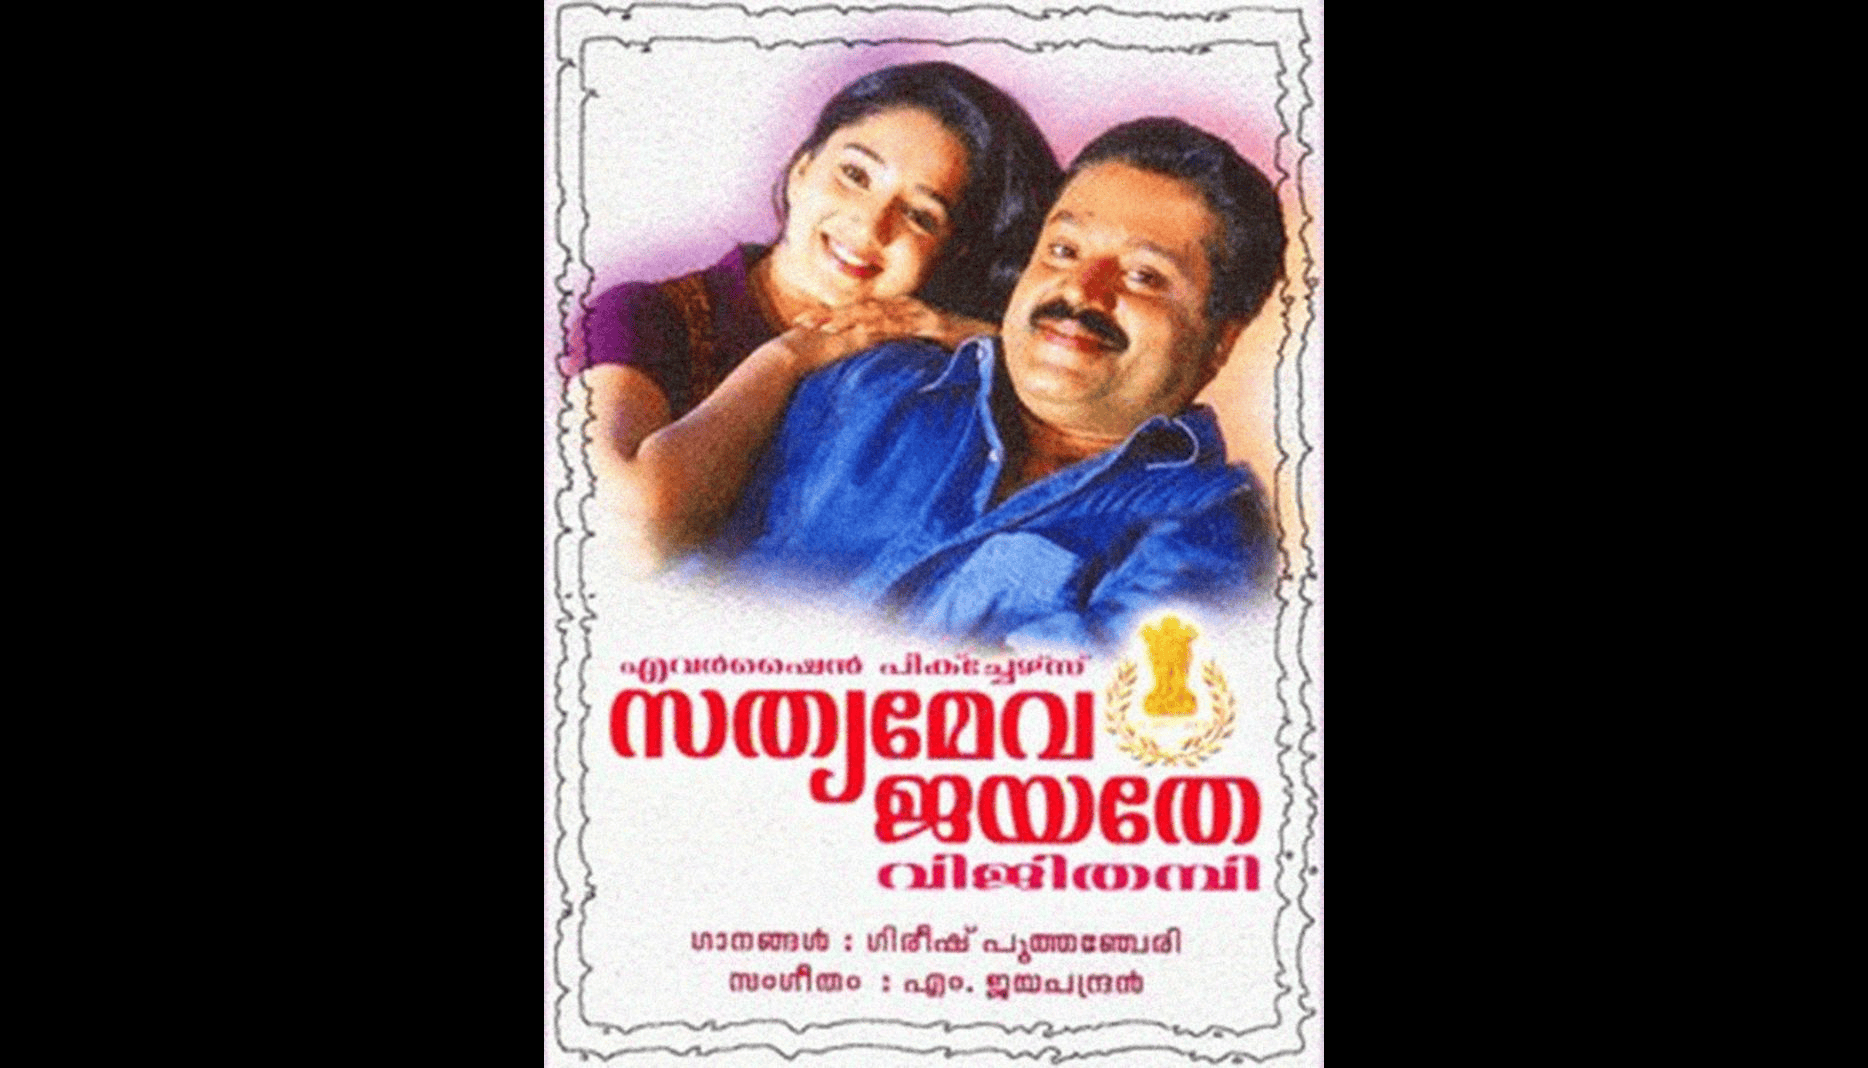 എവർഷൈൻ പിക്ച്ചേഴ്സ്
സത്യമേവ
ജയതേ
വിജിതമ്പി
ഗാനങ്ങൾ : ഗിരീഷ് പുത്തഞ്ചേരി
സംഗീതം : എം. ജയചന്ദ്രൻ